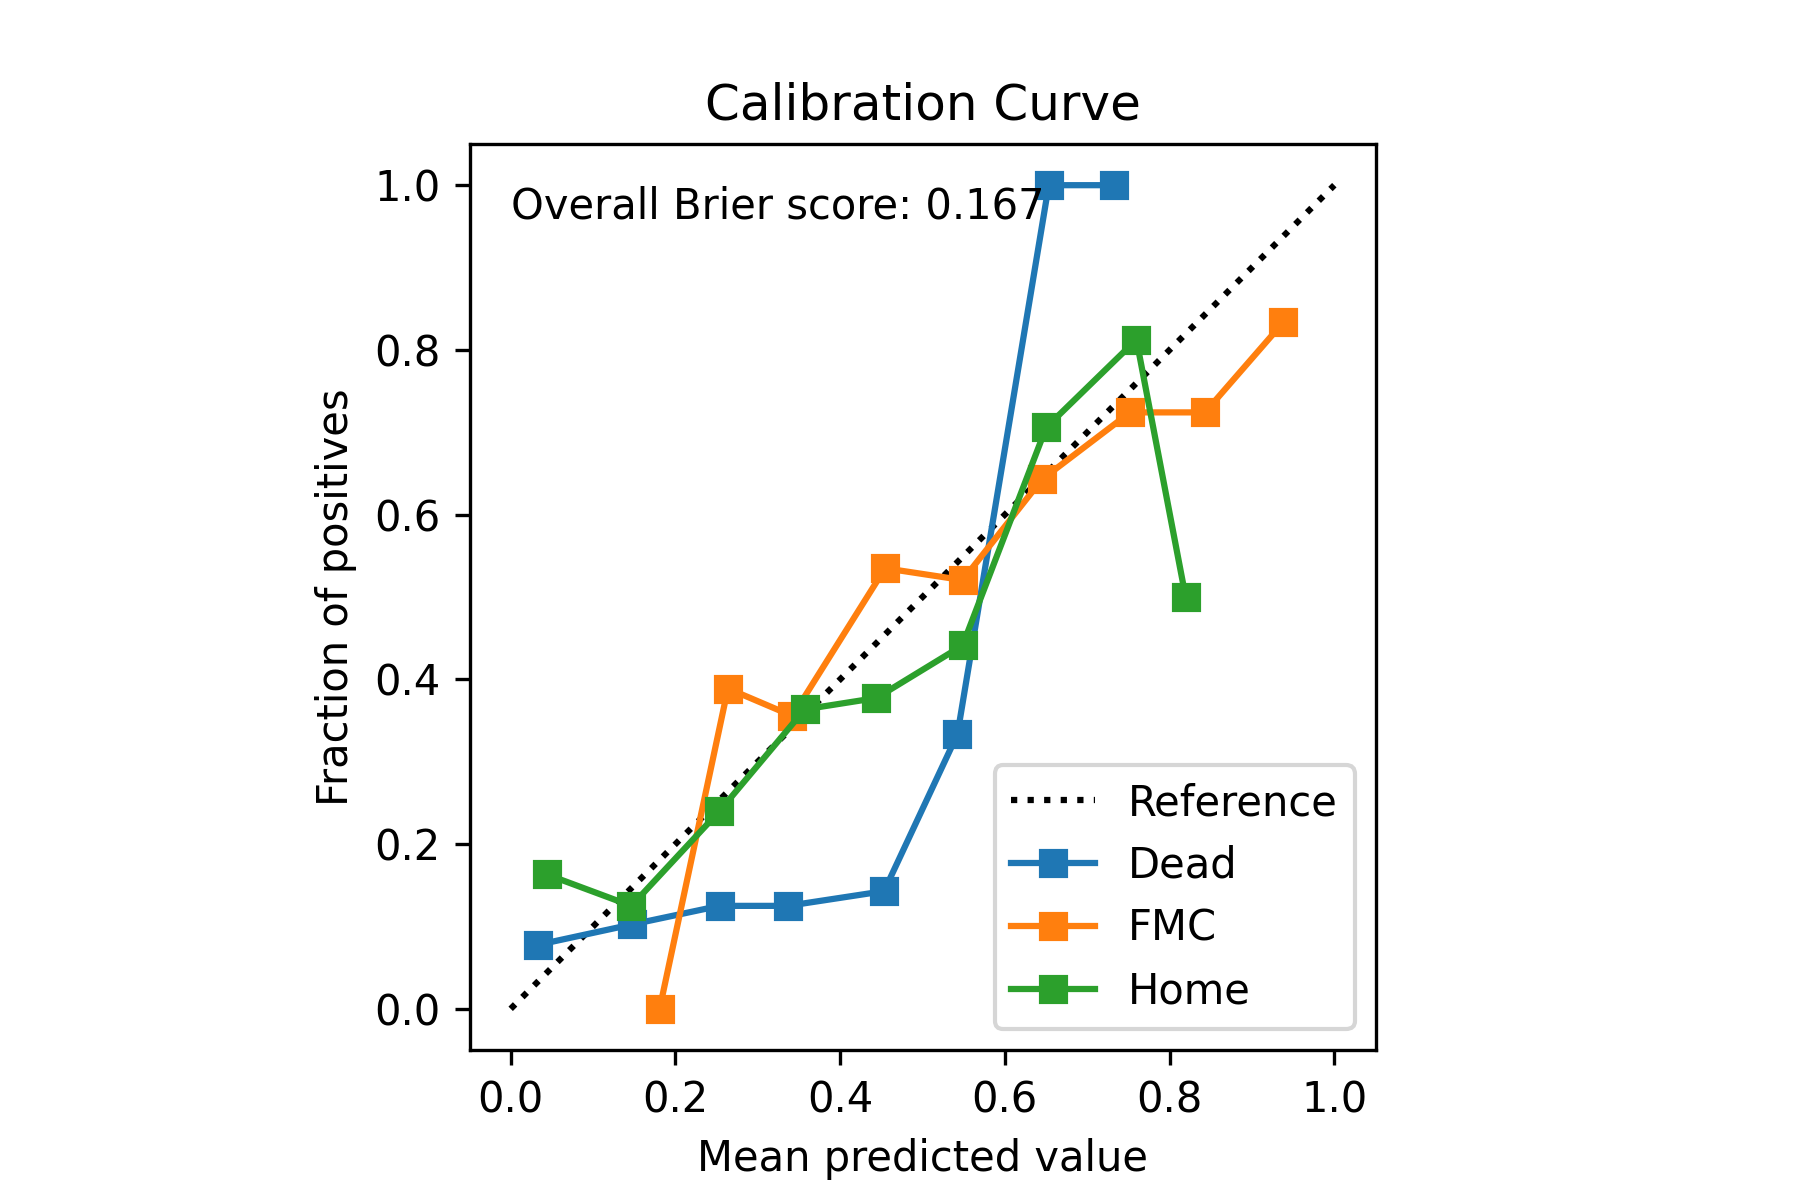 Calibration Curve
Overall Brier score: 0.167
1.0
0.8
0.6
0.4
0.2
0.0
Fraction of positives
Reference
Dead
FMC
Home
0.0 0.2 0.4 0.6 0.8 1.0
Mean predicted value